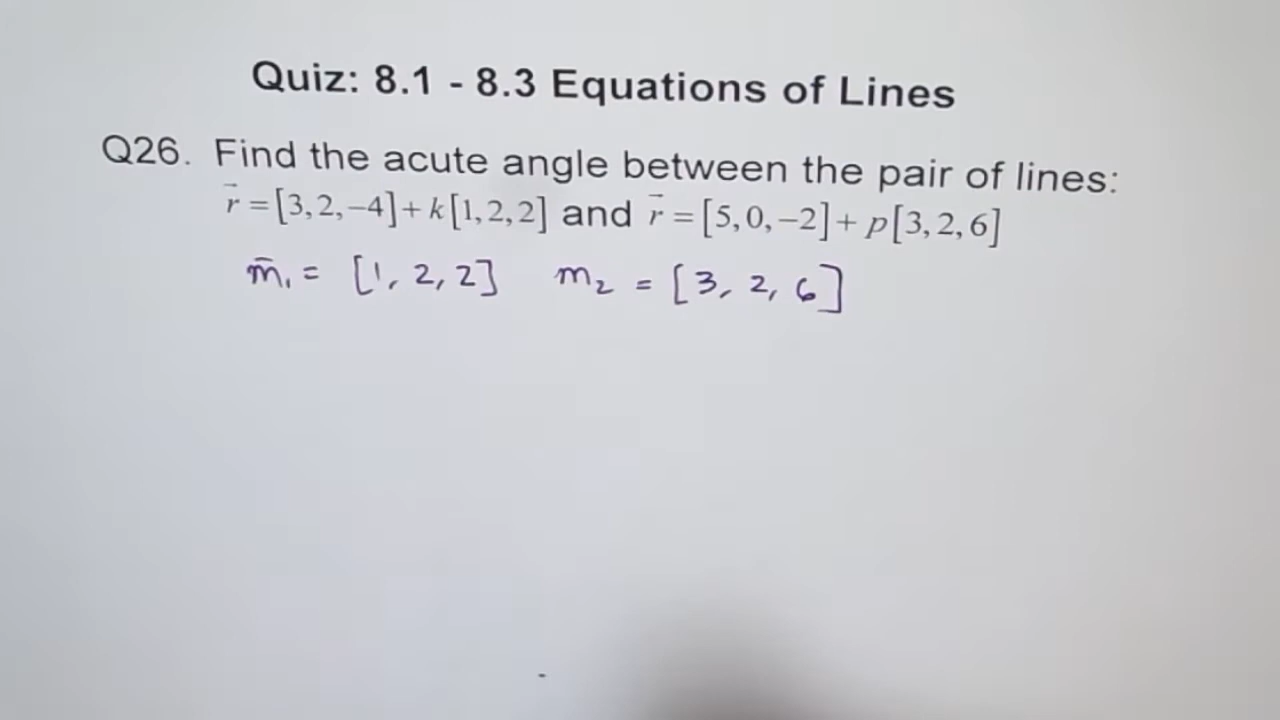 Quiz: 8.1 - 8.3 Equations of Lines
Q26. Find the acute angle between the pair of lines:
r⃗ = [3, 2, −4] + k[1, 2, 2] and r⃗ = [5, 0, −2] + p[3, 2, 6]
m̄₁ = [1, 2, 2] m₂ = [3, 2, 6]